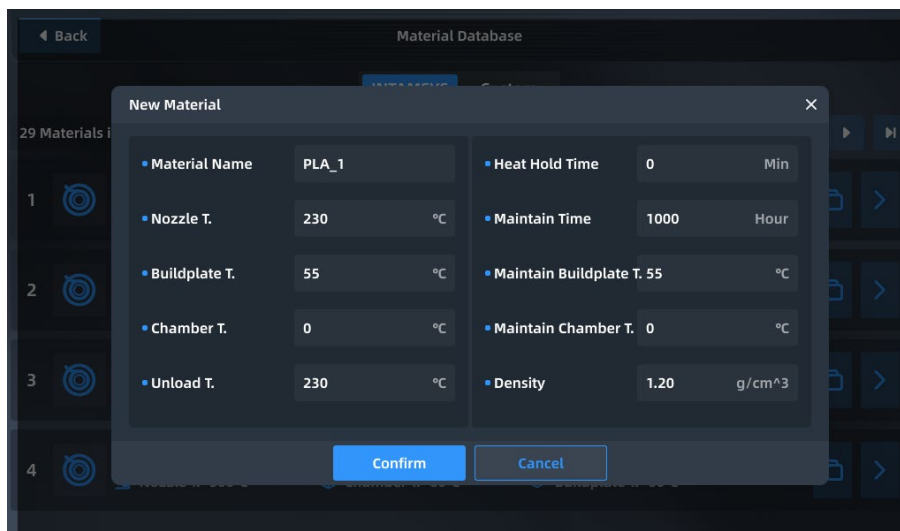 Back
Material Database
New Material
29 Materials i
Material Name PLA_1
Nozzle T. 230 °C
Buildplate T. 55 °C
Chamber T. 0 °C
Unload T. 230 °C
Heat Hold Time 0 Min
Maintain Time 1000 Hour
Maintain Buildplate T. 55 °C
Maintain Chamber T. 0 °C
Density 1.20 g/cm^3
1
2
3
4
Confirm
Cancel